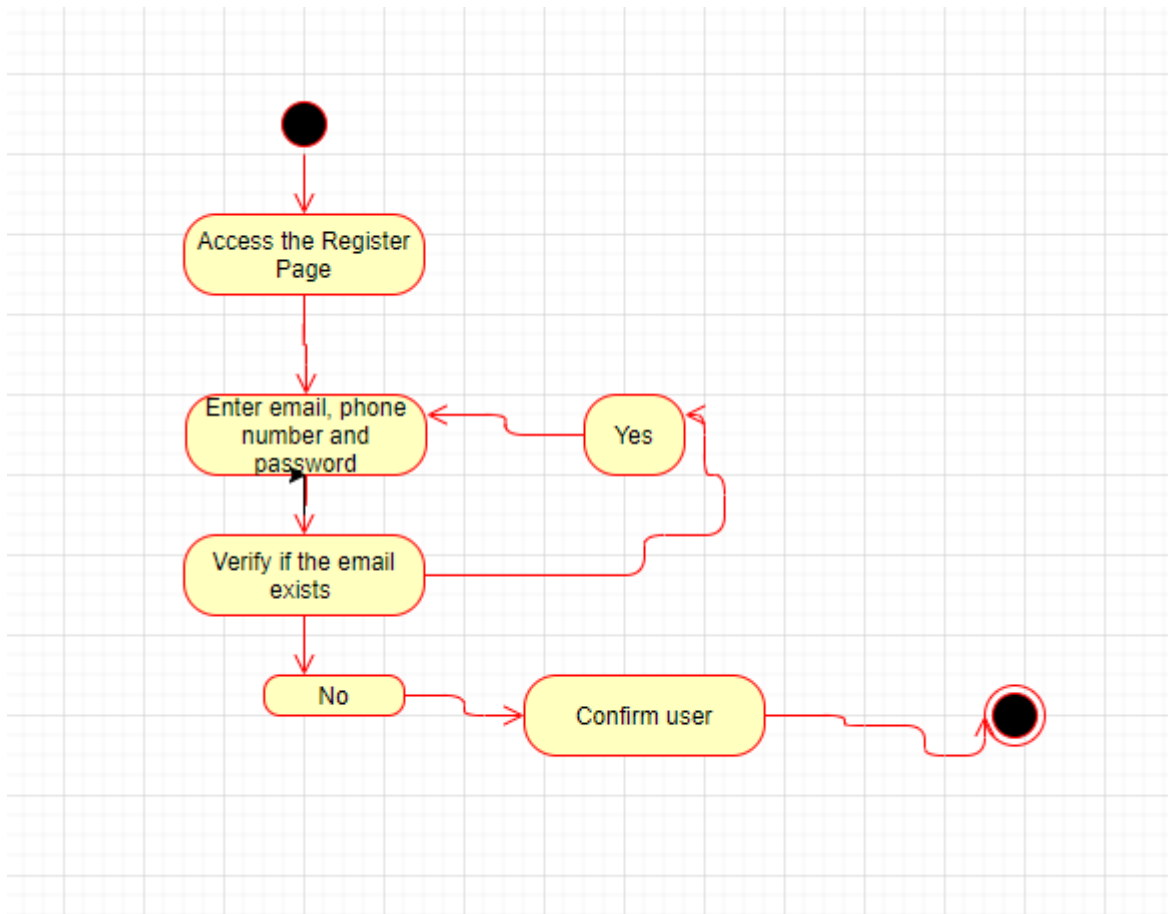 Access the Register
Page
Enter email, phone
number and
password
Yes
Verify if the email
exists
No
Confirm user